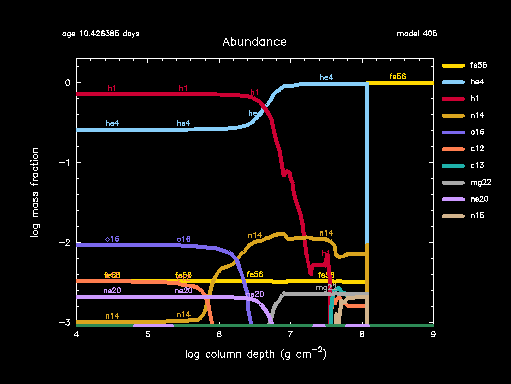 age 10.426385 days
model 406
Abundance
fe56
he4
h1
n14
o16
c12
c13
mg22
ne20
n15
0
−1
−2
−3
log mass fraction
h1 h1 h1
he4 he4 he4 he4
fe56
o16 o16
n14 n14
fe56 fe56 fe56 fe56
ne20 ne20 ne20
mg22
h1
n14 n14
4 5 6 7 8 9
log column depth (g cm⁻²)